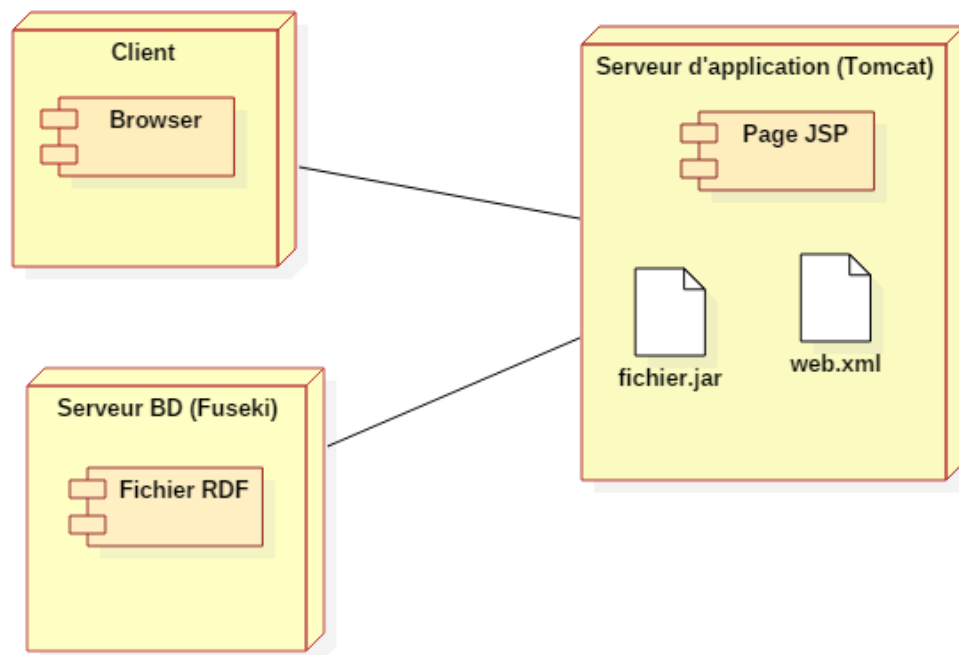 Client
Browser
Serveur d'application (Tomcat)
Page JSP
fichier.jar
web.xml
Serveur BD (Fuseki)
Fichier RDF